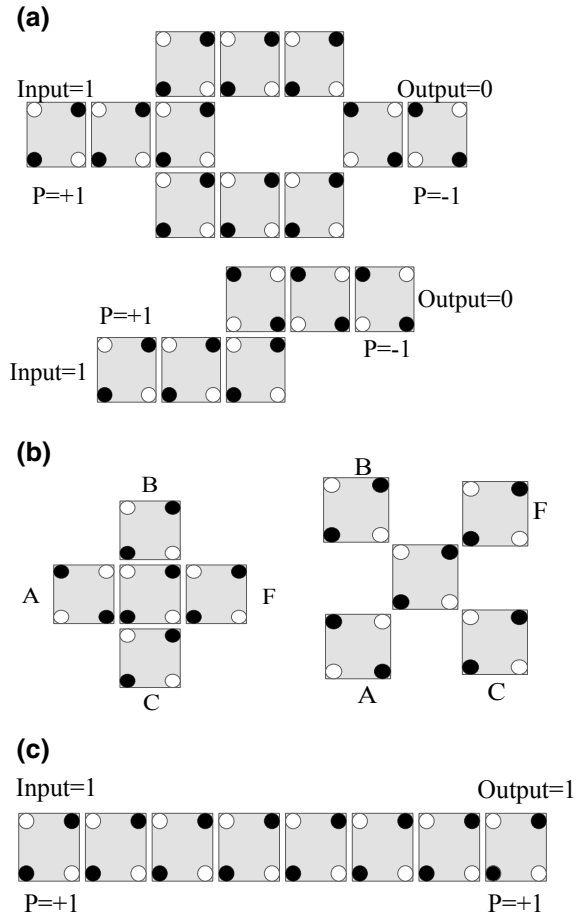 (a)
Input=1
Output=0
P=+1
P=-1
P=+1
Output=0
P=-1
Input=1
(b)
B
B
F
A
F
C
A
C
(c)
Input=1
Output=1
P=+1
P=+1